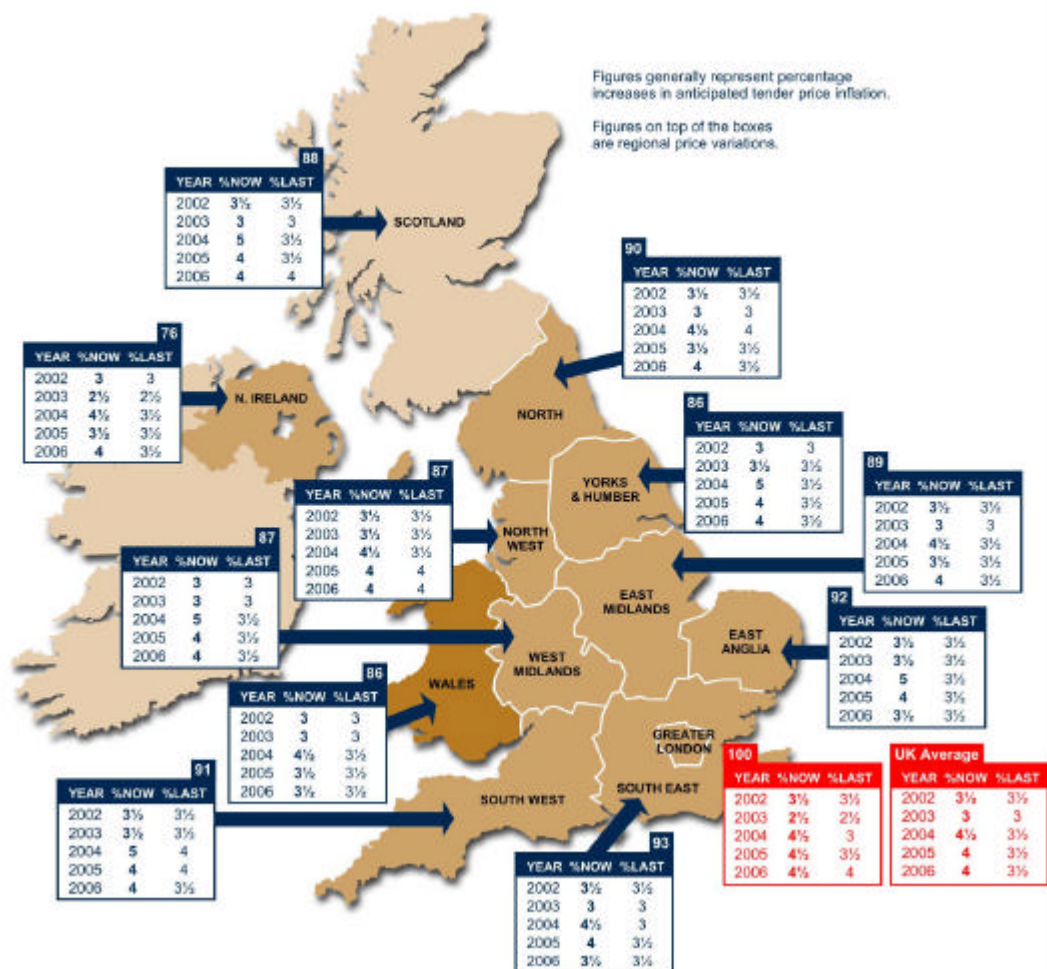 Figures generally represent percentage
increases in anticipated tender price inflation.
Figures on top of the boxes
are regional price variations.
88
YEAR %NOW %LAST
2002 3½ 3½
2003 3 3
2004 5 3½
2005 4 3½
2006 4 4
SCOTLAND
90
YEAR %NOW %LAST
2002 3½ 3½
2003 3 3
2004 4½ 4
2005 3½ 3½
2006 4 3½
NORTH
76
YEAR %NOW %LAST
2002 3 3
2003 2½ 2½
2004 4½ 3½
2005 3½ 3½
2006 4 3½
N. IRELAND
86
YEAR %NOW %LAST
2002 3 3
2003 3½ 3½
2004 5 3½
2005 4 3½
2006 4 3½
YORKS
& HUMBER
87
YEAR %NOW %LAST
2002 3½ 3½
2003 3½ 3½
2004 4½ 3½
2005 4 4
2006 4 4
NORTH
WEST
89
YEAR %NOW %LAST
2002 3½ 3½
2003 3 3
2004 4½ 3½
2005 3½ 3½
2006 4 3½
EAST
MIDLANDS
87
YEAR %NOW %LAST
2002 3 3
2003 3 3
2004 5 3½
2005 4 3½
2006 4 3½
WEST
MIDLANDS
92
YEAR %NOW %LAST
2002 3½ 3½
2003 3½ 3½
2004 5 3½
2005 4 3½
2006 3½ 3½
EAST
ANGLIA
86
YEAR %NOW %LAST
2002 3 3
2003 3 3
2004 4½ 3½
2005 3½ 3½
2006 3½ 3½
WALES
GREATER
LONDON
91
YEAR %NOW %LAST
2002 3½ 3½
2003 3½ 3½
2004 5 4
2005 4 4
2006 4 3½
SOUTH WEST
SOUTH EAST
93
YEAR %NOW %LAST
2002 3½ 3½
2003 3 3
2004 4½ 3
2005 4 3½
2006 3½ 3½
100
YEAR %NOW %LAST
2002 3½ 3½
2003 2½ 2½
2004 4½ 3
2005 4½ 3½
2006 4½ 4
UK Average
YEAR %NOW %LAST
2002 3½ 3½
2003 3 3
2004 4½ 3½
2005 4 3½
2006 4 3½